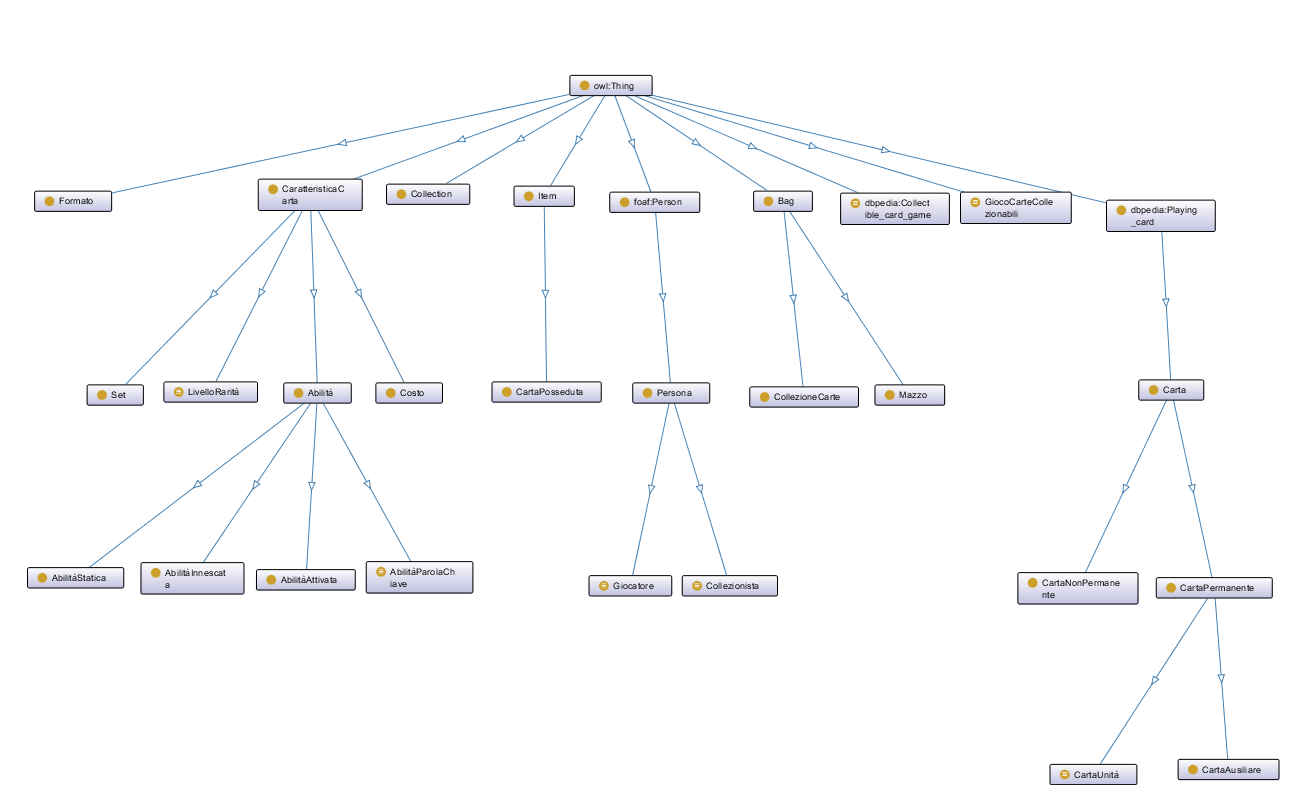 owl:Thing
Formato
CaratteristicaC
arta
Collection
Item
foaf:Person
Bag
dbpedia:Collect
ible_card_game
GiocoCarteColle
zionabili
dbpedia:Playing
_card
Set
LivelloRarità
Abilità
Costo
CartaPosseduta
Persona
CollezioneCarte
Mazzo
Carta
AbilitàStatica
AbilitàInnescat
a
AbilitàAttivata
AbilitàParolaCh
iave
Giocatore
Collezionista
CartaNonPermane
nte
CartaPermanente
CartaUnità
CartaAusiliare